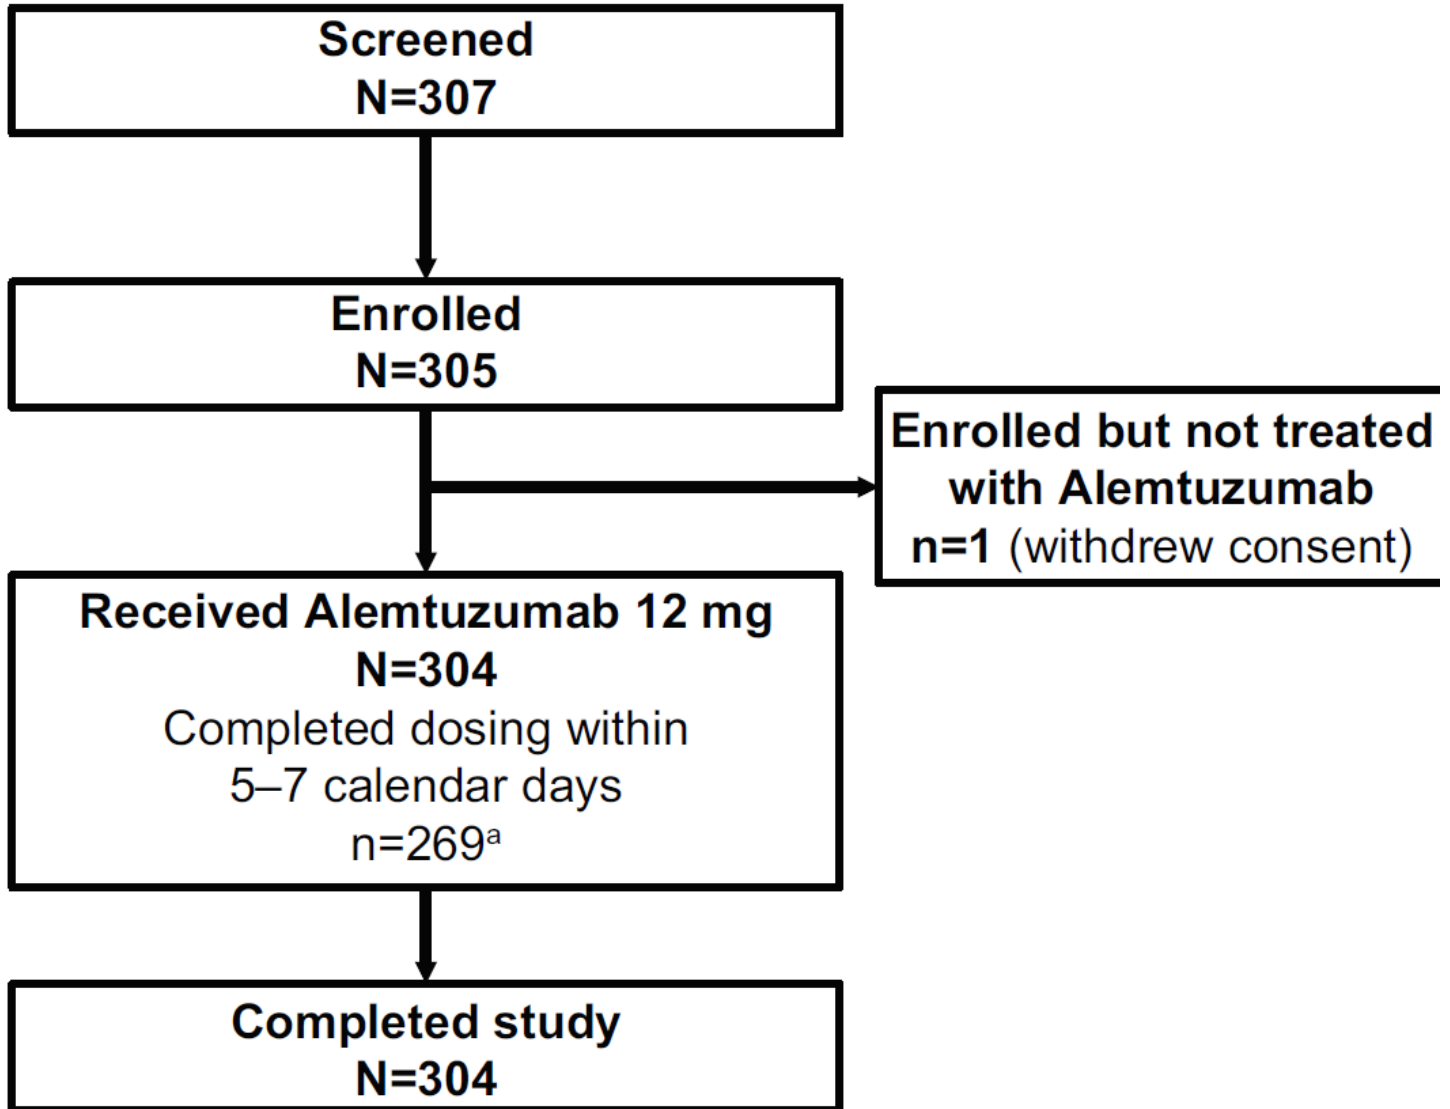 Screened
N=307
Enrolled
N=305
Enrolled but not treated
with Alemtuzumab
n=1 (withdrew consent)
Received Alemtuzumab 12 mg
N=304
Completed dosing within
5–7 calendar days
n=269ᵃ
Completed study
N=304